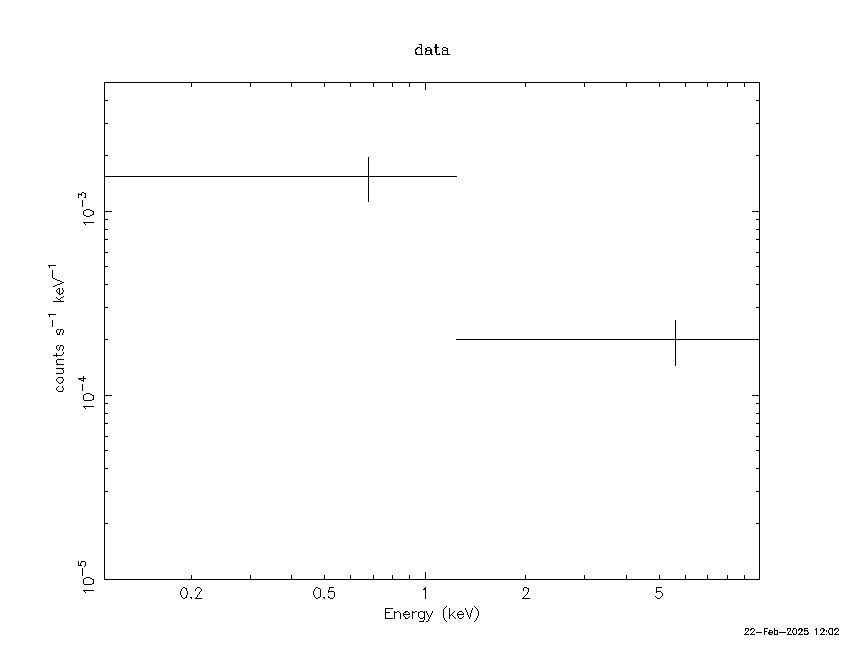 data
counts s⁻¹ keV⁻¹
10⁻³
10⁻⁴
10⁻⁵
0.2 0.5 1 2 5
Energy (keV)
22-Feb-2025 12:02